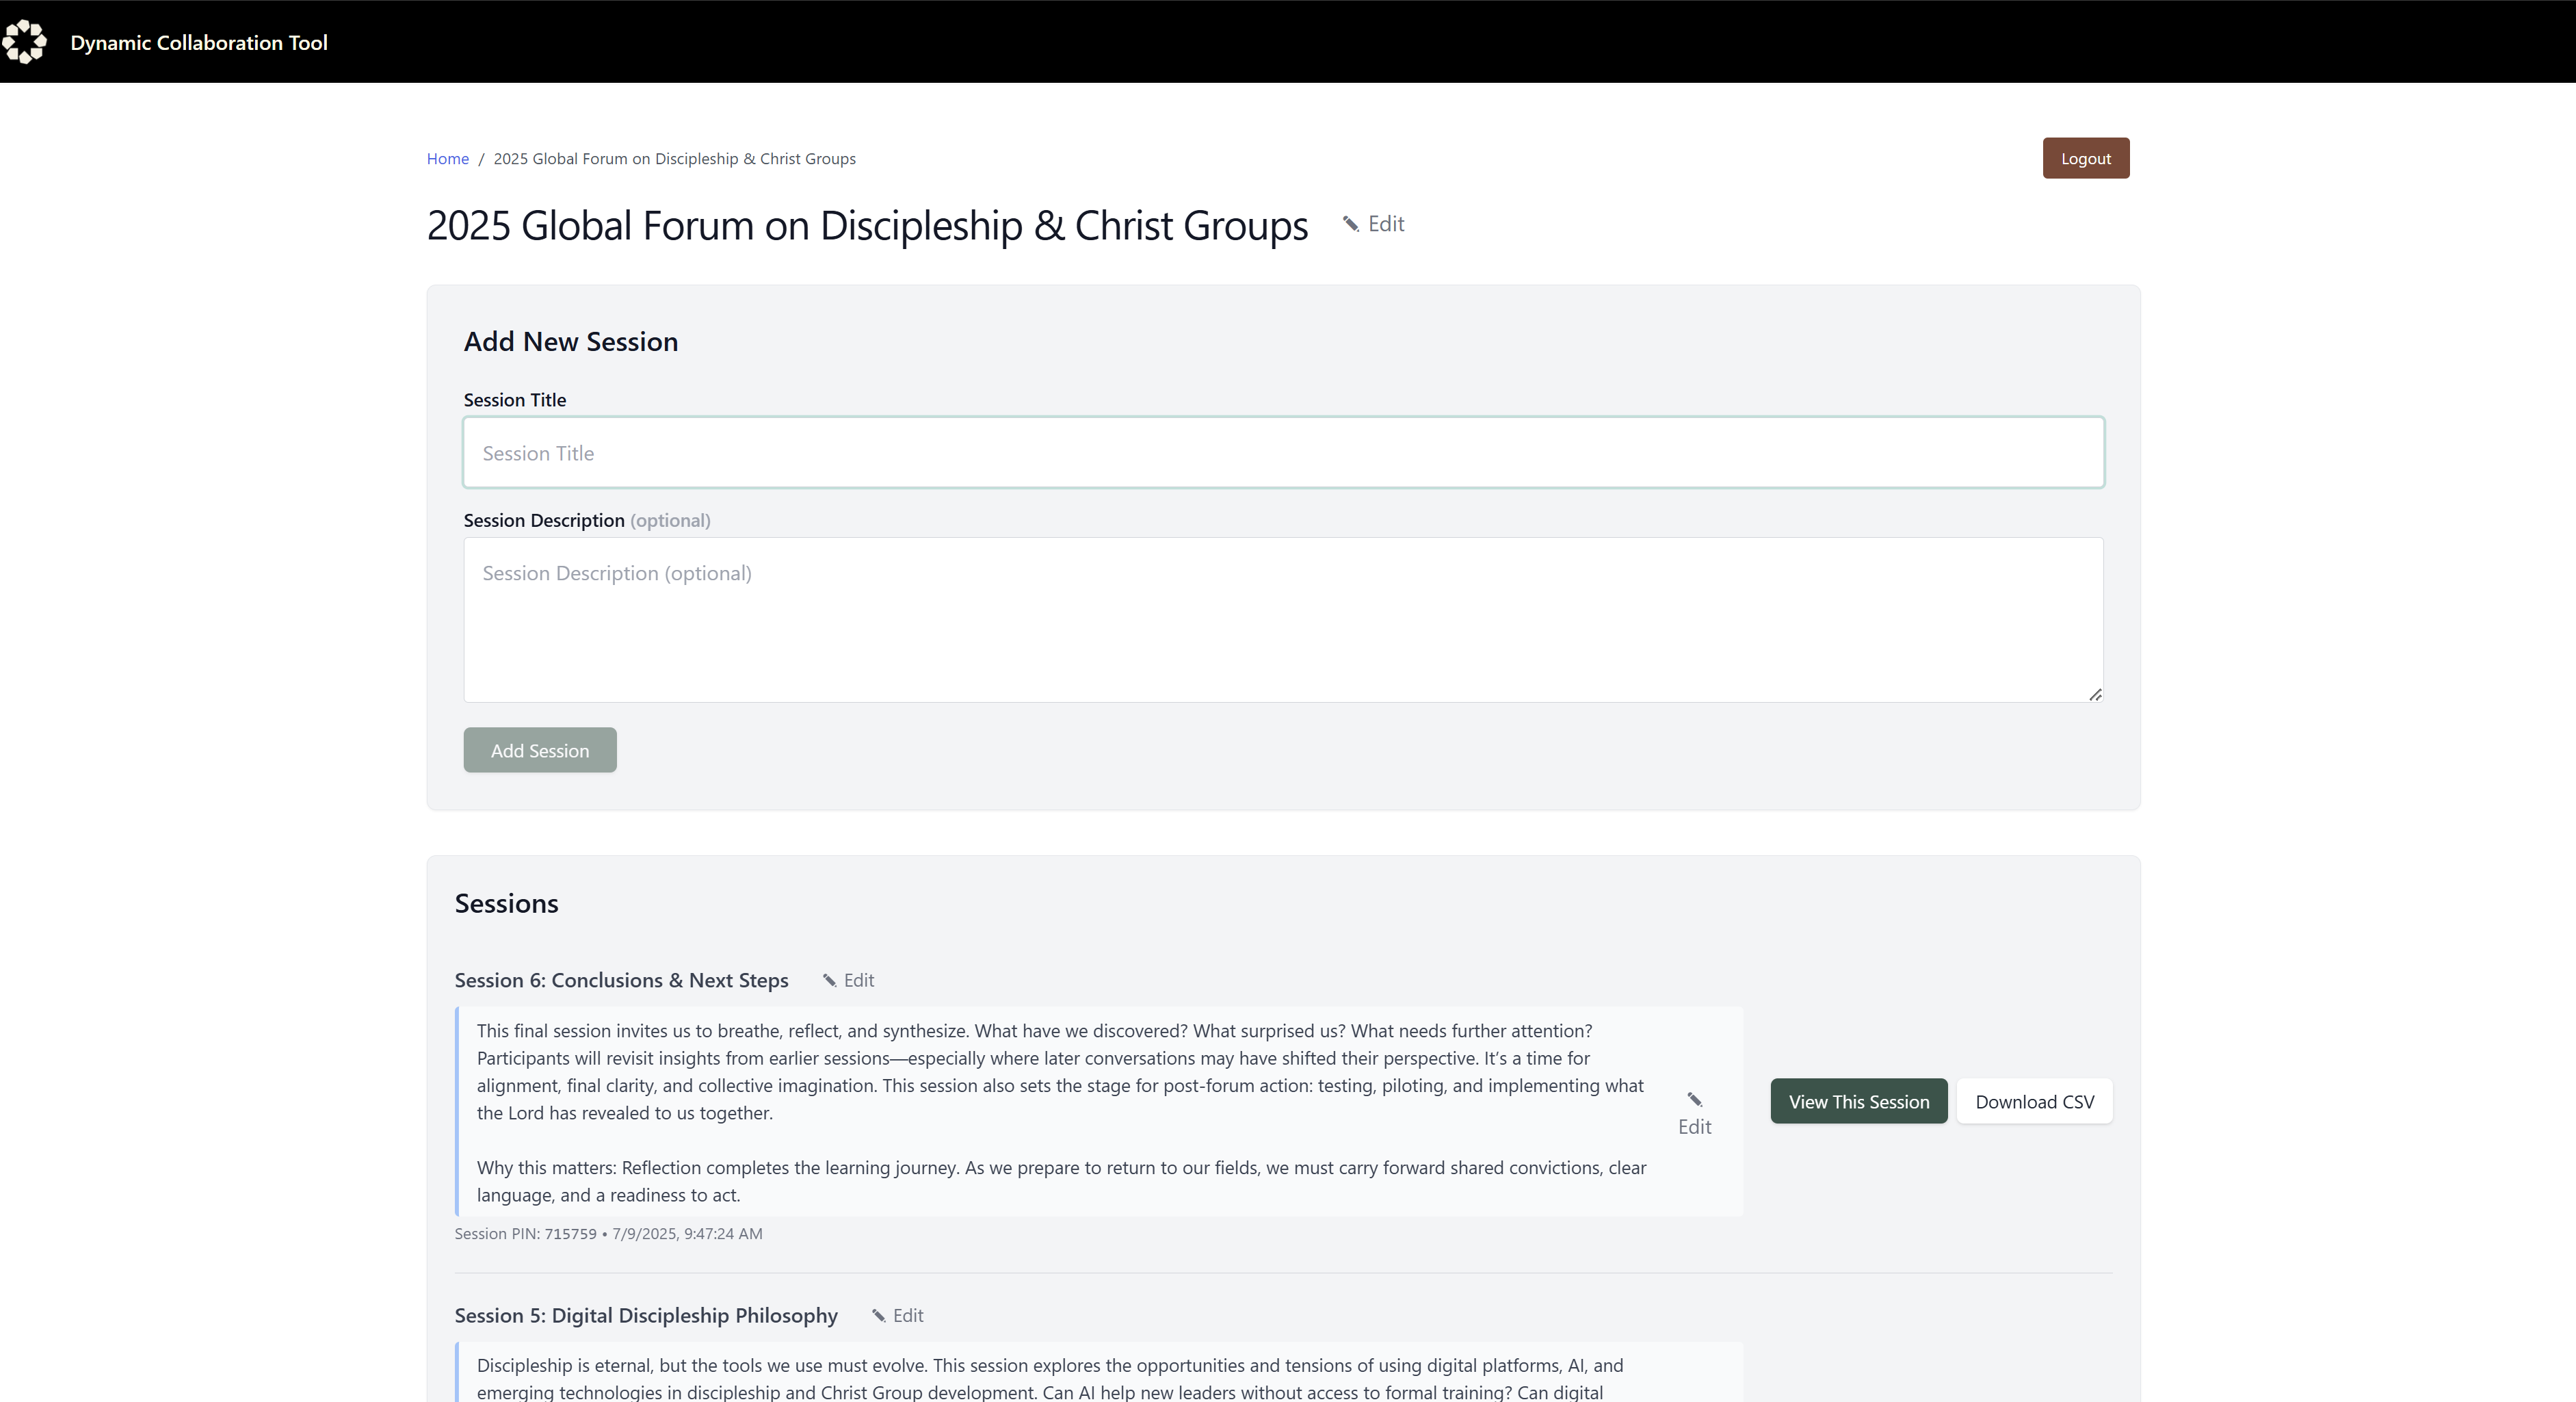 Dynamic Collaboration Tool
Home / 2025 Global Forum on Discipleship & Christ Groups
Logout
2025 Global Forum on Discipleship & Christ Groups
Edit
Add New Session
Session Title
Session Title
Session Description (optional)
Session Description (optional)
Add Session
Sessions
Session 6: Conclusions & Next Steps
Edit
This final session invites us to breathe, reflect, and synthesize. What have we discovered? What surprised us? What needs further attention?
Participants will revisit insights from earlier sessions—especially where later conversations may have shifted their perspective. It’s a time for
alignment, final clarity, and collective imagination. This session also sets the stage for post-forum action: testing, piloting, and implementing what
the Lord has revealed to us together.
Why this matters: Reflection completes the learning journey. As we prepare to return to our fields, we must carry forward shared convictions, clear
language, and a readiness to act.
Edit
View This Session
Download CSV
Session PIN: 715759 • 7/9/2025, 9:47:24 AM
Session 5: Digital Discipleship Philosophy
Edit
Discipleship is eternal, but the tools we use must evolve. This session explores the opportunities and tensions of using digital platforms, AI, and
emerging technologies in discipleship and Christ Group development. Can AI help new leaders without access to formal training? Can digital